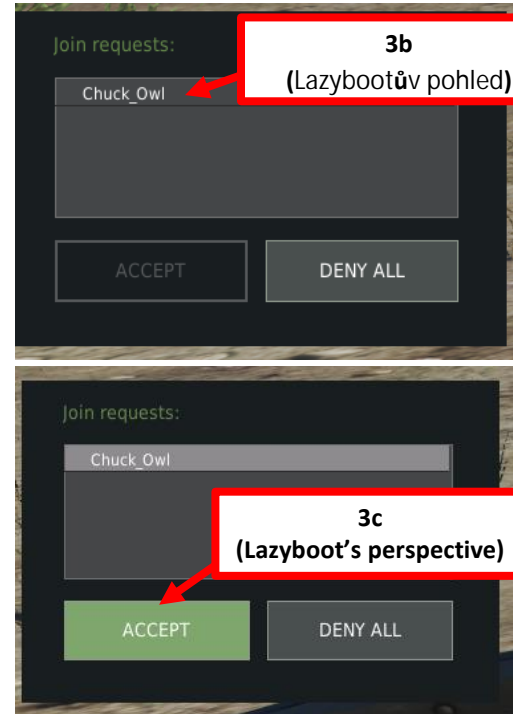 Join requests:
3b
(Lazybootův pohled)
Chuck_Owl
ACCEPT
DENY ALL
Join requests:
Chuck_Owl
3c
(Lazyboot's perspective)
ACCEPT
DENY ALL